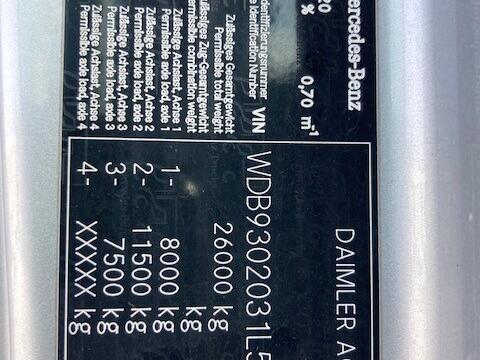 Mercedes-Benz
DAIMLER A
20 % 0,70 m⁻¹
VIN WDB9302031L5
Identification Number
Zulässiges Gesamtgewicht
Permissible total weight 26000 kg
Zulässiges Zug-Gesamtgewicht
Permissible combination weight kg
Zulässige Achslast, Achse 1
Permissible axle load, axle 1 1- 8000 kg
Zulässige Achslast, Achse 2
Permissible axle load, axle 2 2- 11500 kg
Zulässige Achslast, Achse 3
Permissible axle load, axle 3 3- 7500 kg
Zulässige Achslast, Achse 4
Permissible axle load, axle 4 4- XXXXX kg